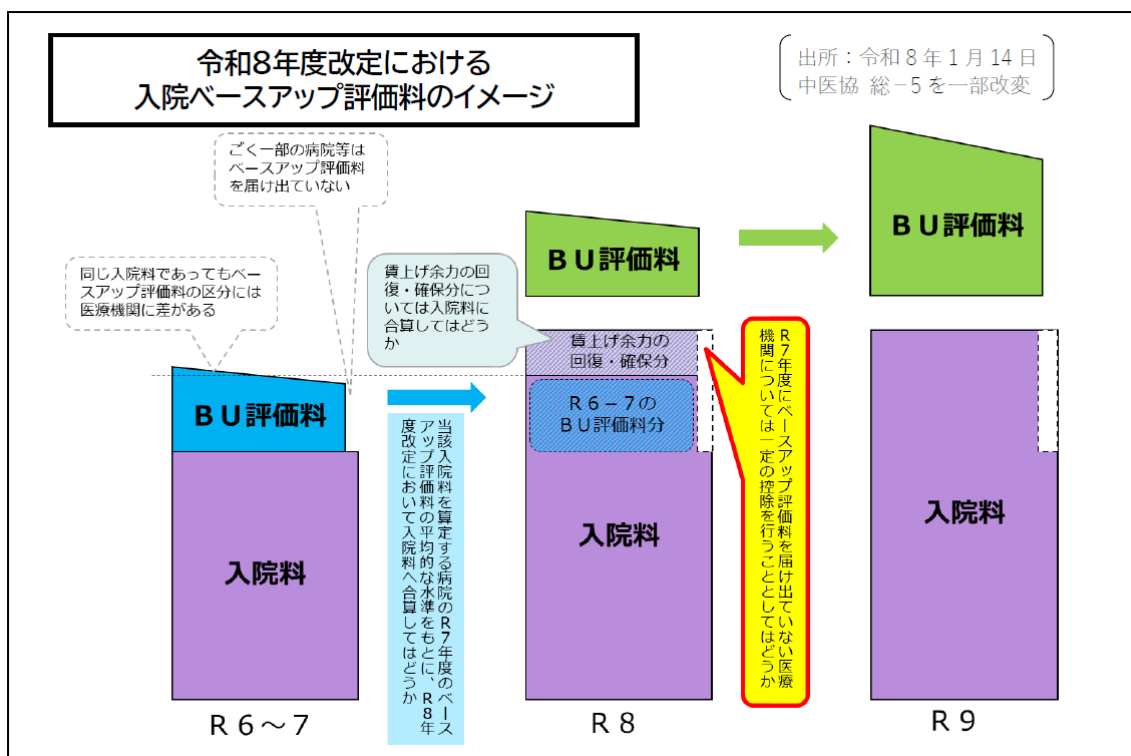 令和8年度改定における
入院ベースアップ評価料のイメージ
出所：令和8年1月14日
中医協 総－5を一部改変
ごく一部の病院等は
ベースアップ評価料
を届け出ていない
同じ入院料であってもベー
スアップ評価料の区分には
医療機関に差がある
賃上げ余力の回
復・確保分につ
いては入院料に
合算してはどう
か
ＢＵ評価料
入院料
Ｒ６～７
当該入院料を算定する病院のＲ７年度のベース
アップ評価料の平均的な水準をもとに、Ｒ８年
度改定において入院料へ合算してはどうか
ＢＵ評価料
賃上げ余力の
回復・確保分
Ｒ６－７の
ＢＵ評価料分
入院料
Ｒ８
Ｒ７年度にベースアップ評価料を届け出ていない医療
機関については一定の控除を行うこととしてはどうか
ＢＵ評価料
入院料
Ｒ９